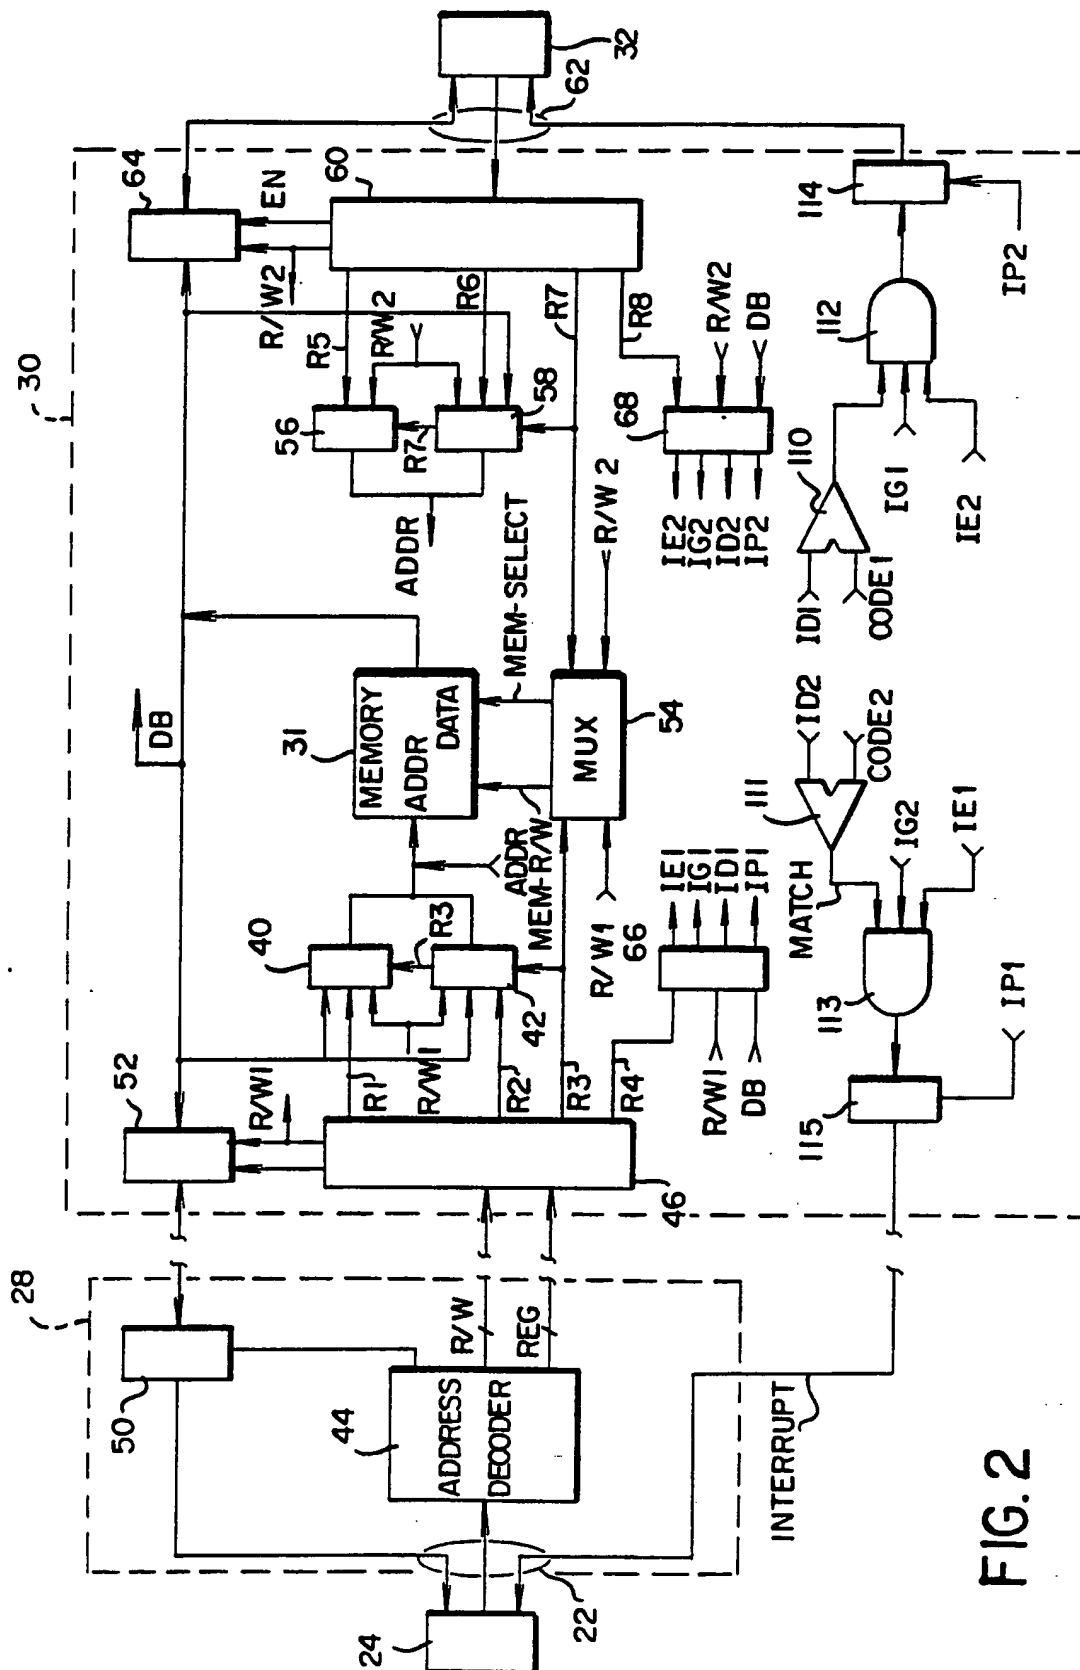 28
30
52
R/W1
DB
64
EN
R/W2
60
50
44
ADDRESS
DECODER
R/W
REG
46
R1
R/W1
R2
R3
R4
40
R3
42
31
MEMORY
ADDR
DATA
ADDR
MEM-R/W
MEM-SELECT
ADDR
56
R7
58
R5
R/W2
R6
R7
R8
32
62
MUX
54
R/W1
R/W2
66
R/W1
DB
IE1
IG1
ID1
IP1
68
R/W2
DB
IE2
IG2
ID2
IP2
24
22
INTERRUPT
115
IP1
113
MATCH
IG2
IE1
111
ID2
CODE2
ID1
CODE1
110
IG1
IE2
112
114
IP2
FIG. 2